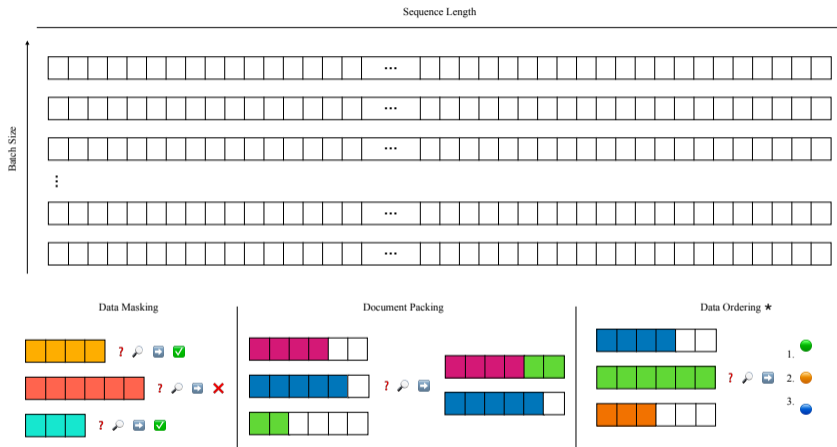 Sequence Length
Batch Size
...
...
...
⋮
...
...
Data Masking
Document Packing
Data Ordering *
?
?
?
?
?
1.
2.
3.